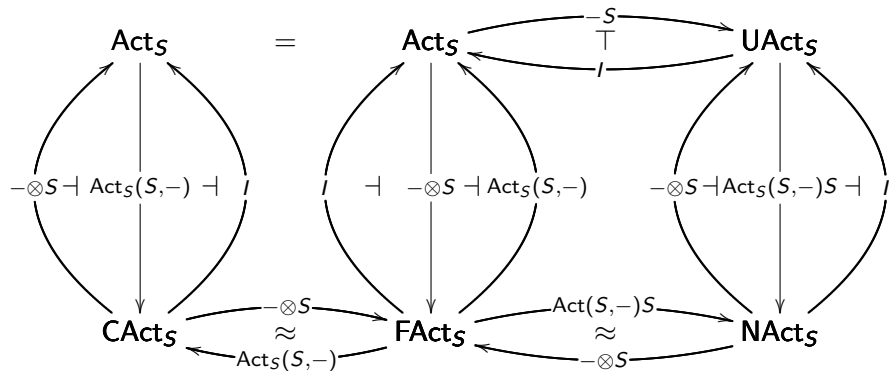 -S
Act_S = Act_S ⊤ UAct_S
I
-⊗S ⊣ Act_S(S,-) ⊣ I I ⊣ -⊗S ⊣ Act_S(S,-) -⊗S ⊣ Act_S(S,-)S ⊣ I
-⊗S Act(S,-)S
CAct_S ≈ FAct_S ≈ NAct_S
Act_S(S,-) -⊗S